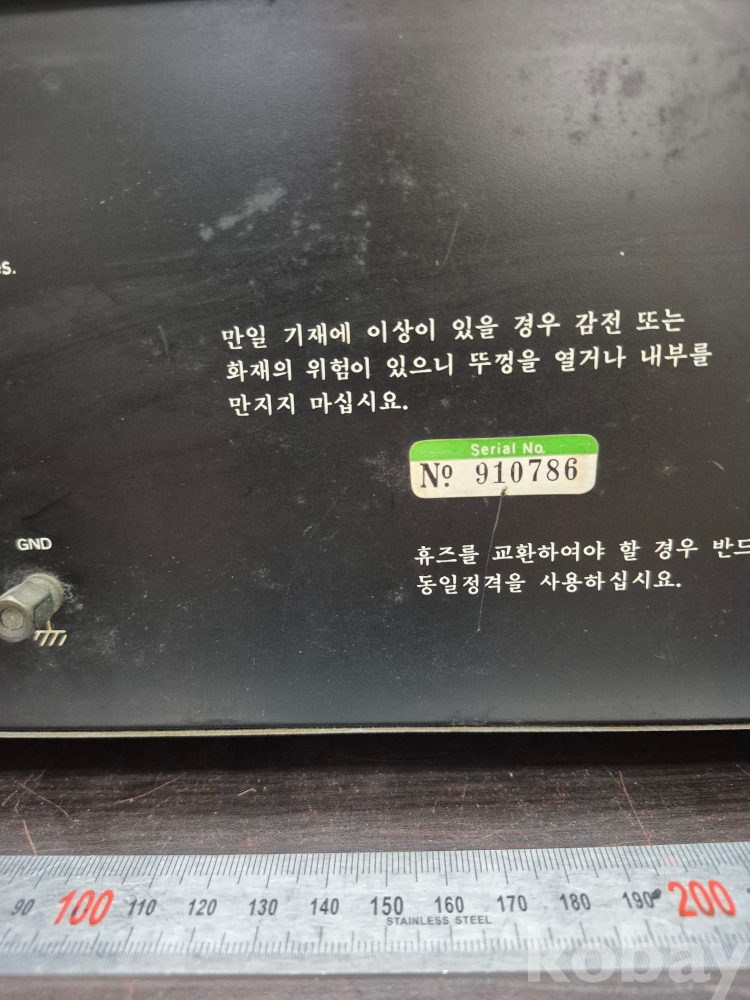 s.
만일 기재에 이상이 있을 경우 감전 또는
화재의 위험이 있으니 뚜껑을 열거나 내부를
만지지 마십시요.
Serial No.
Nº 910786
GND
휴즈를 교환하여야 할 경우 반드
동일정격을 사용하십시요.
90 100 110 120 130 140 150 160 170 180 190 200
STAINLESS STEEL
kobay